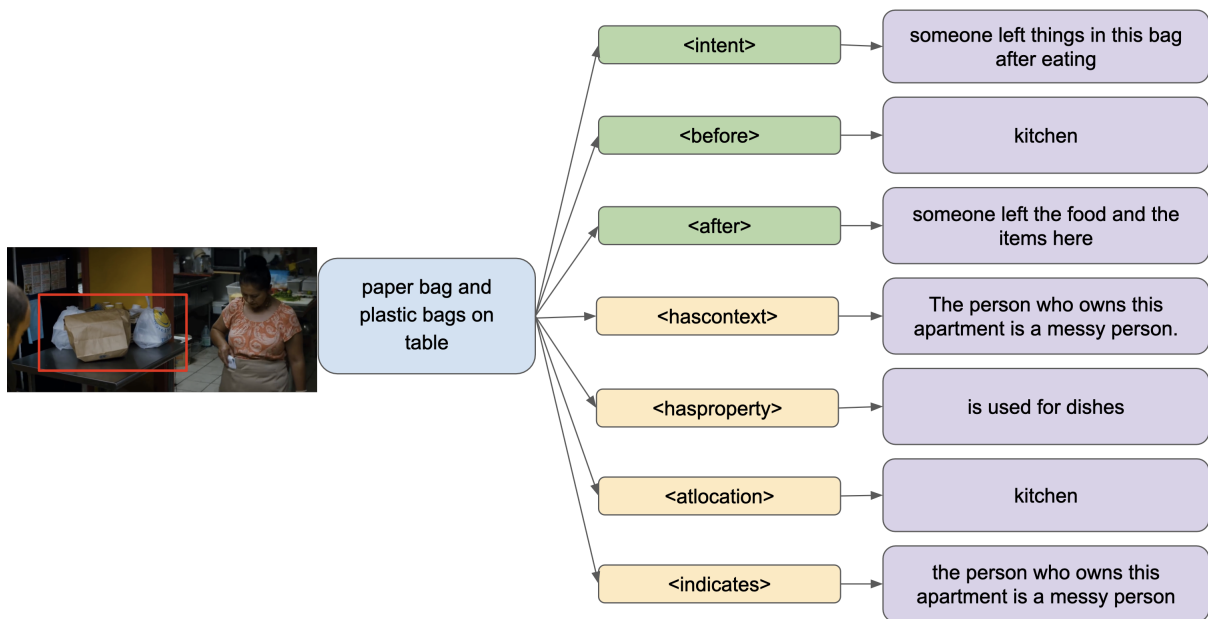 <intent>
someone left things in this bag
after eating
<before>
kitchen
<after>
someone left the food and the
items here
paper bag and
plastic bags on
table
<hascontext>
The person who owns this
apartment is a messy person.
<hasproperty>
is used for dishes
<atlocation>
kitchen
<indicates>
the person who owns this
apartment is a messy person